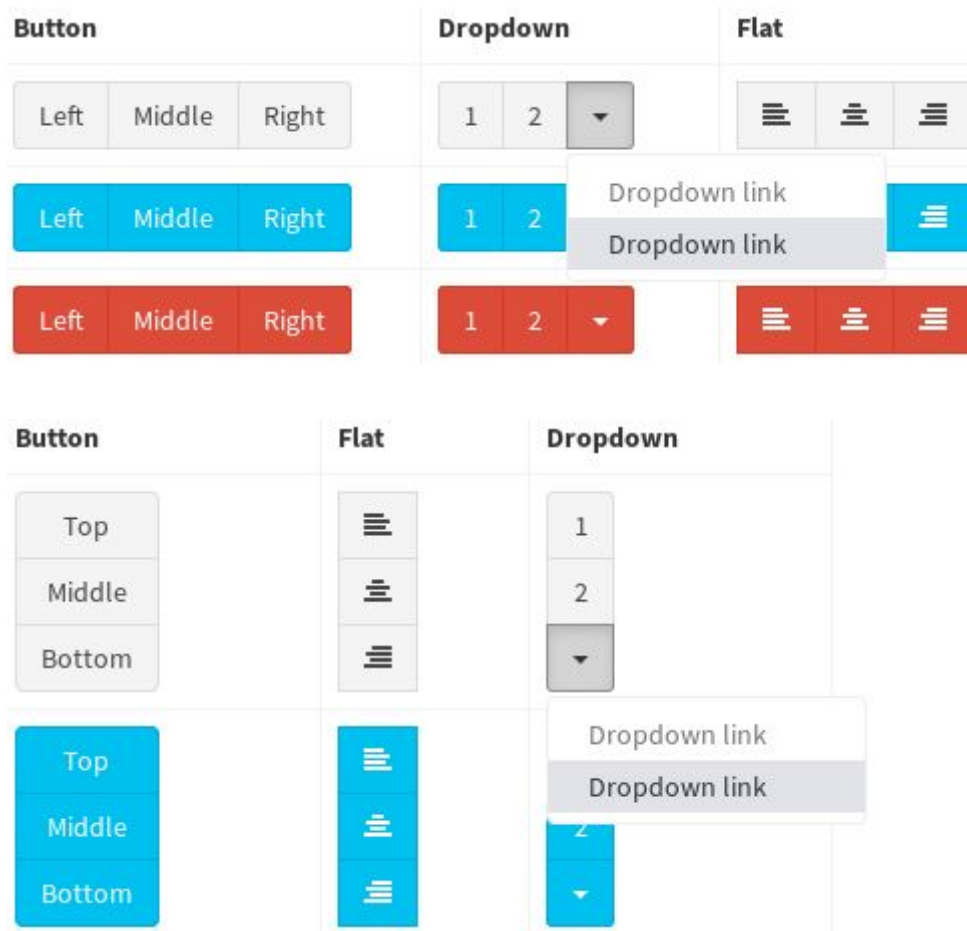 Button Dropdown Flat
Left Middle Right 1 2
Dropdown link
Left Middle Right 1 2
Dropdown link
Left Middle Right 1 2
Button Flat Dropdown
Top 1
Middle 2
Bottom
Dropdown link
Top
Dropdown link
Middle 2
Bottom